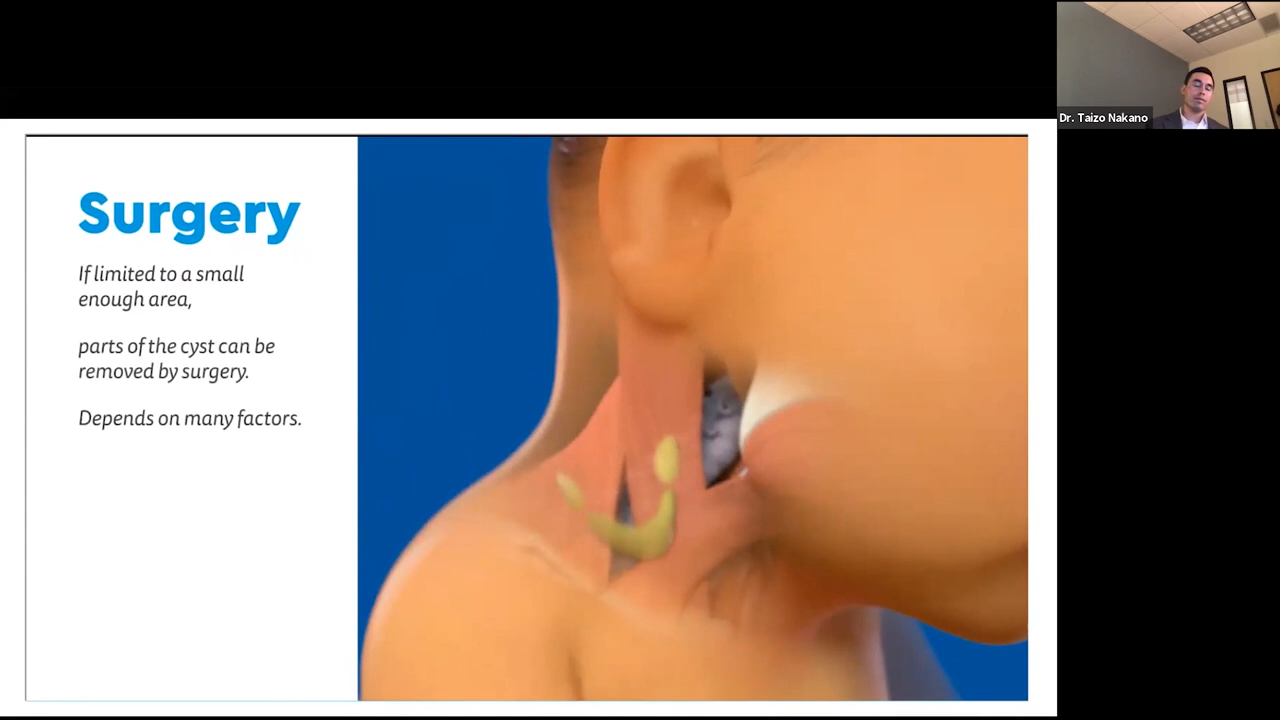 Dr. Taizo Nakano
Surgery
If limited to a small
enough area,
parts of the cyst can be
removed by surgery.
Depends on many factors.